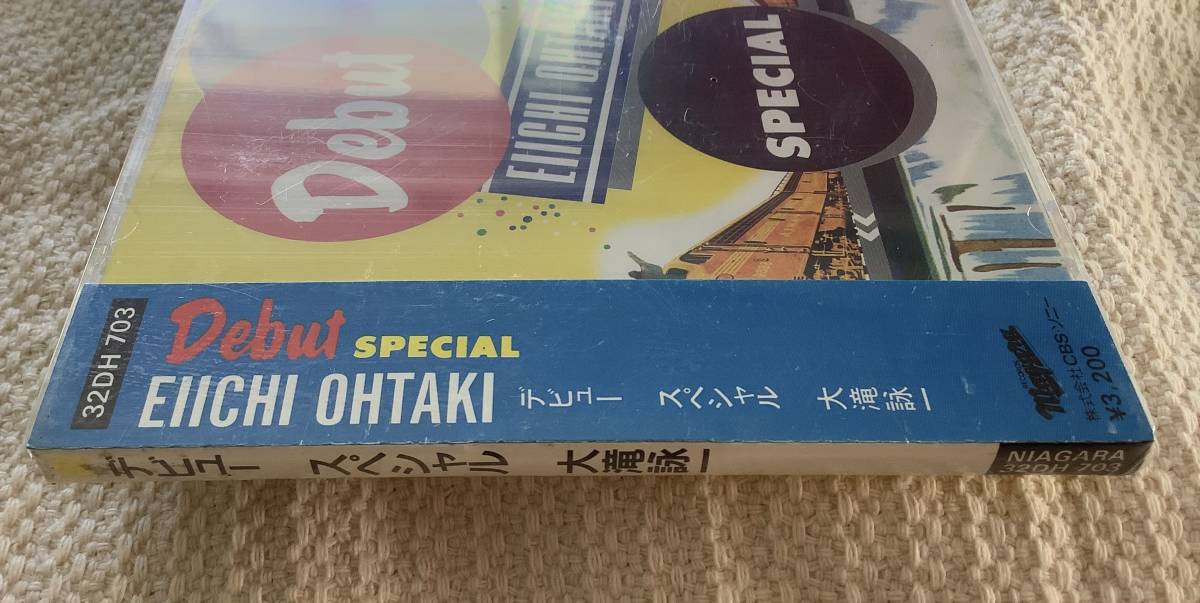 Debut
EIICHI OHTAKI
SPECIAL
32DH 703
Debut SPECIAL
EIICHI OHTAKI
デビュー スペシャル 大滝詠一
Niagara
株式会社CBS・ソニー
¥3,200
デビュー スペシャル 大滝詠一
NIAGARA
32DH 703